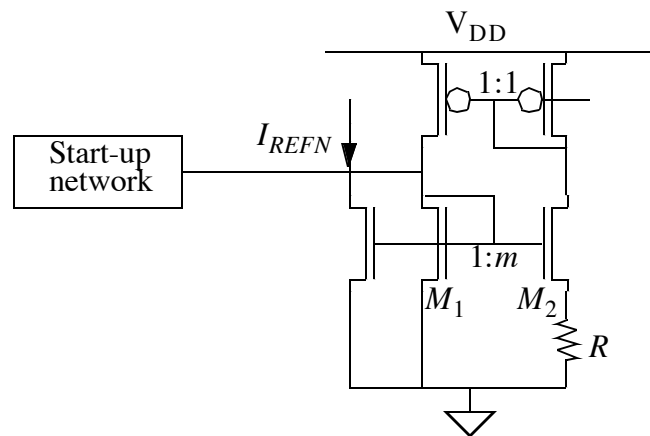 V_DD
1:1
I_REFN
Start-up
network
1:m
M_1
M_2
R